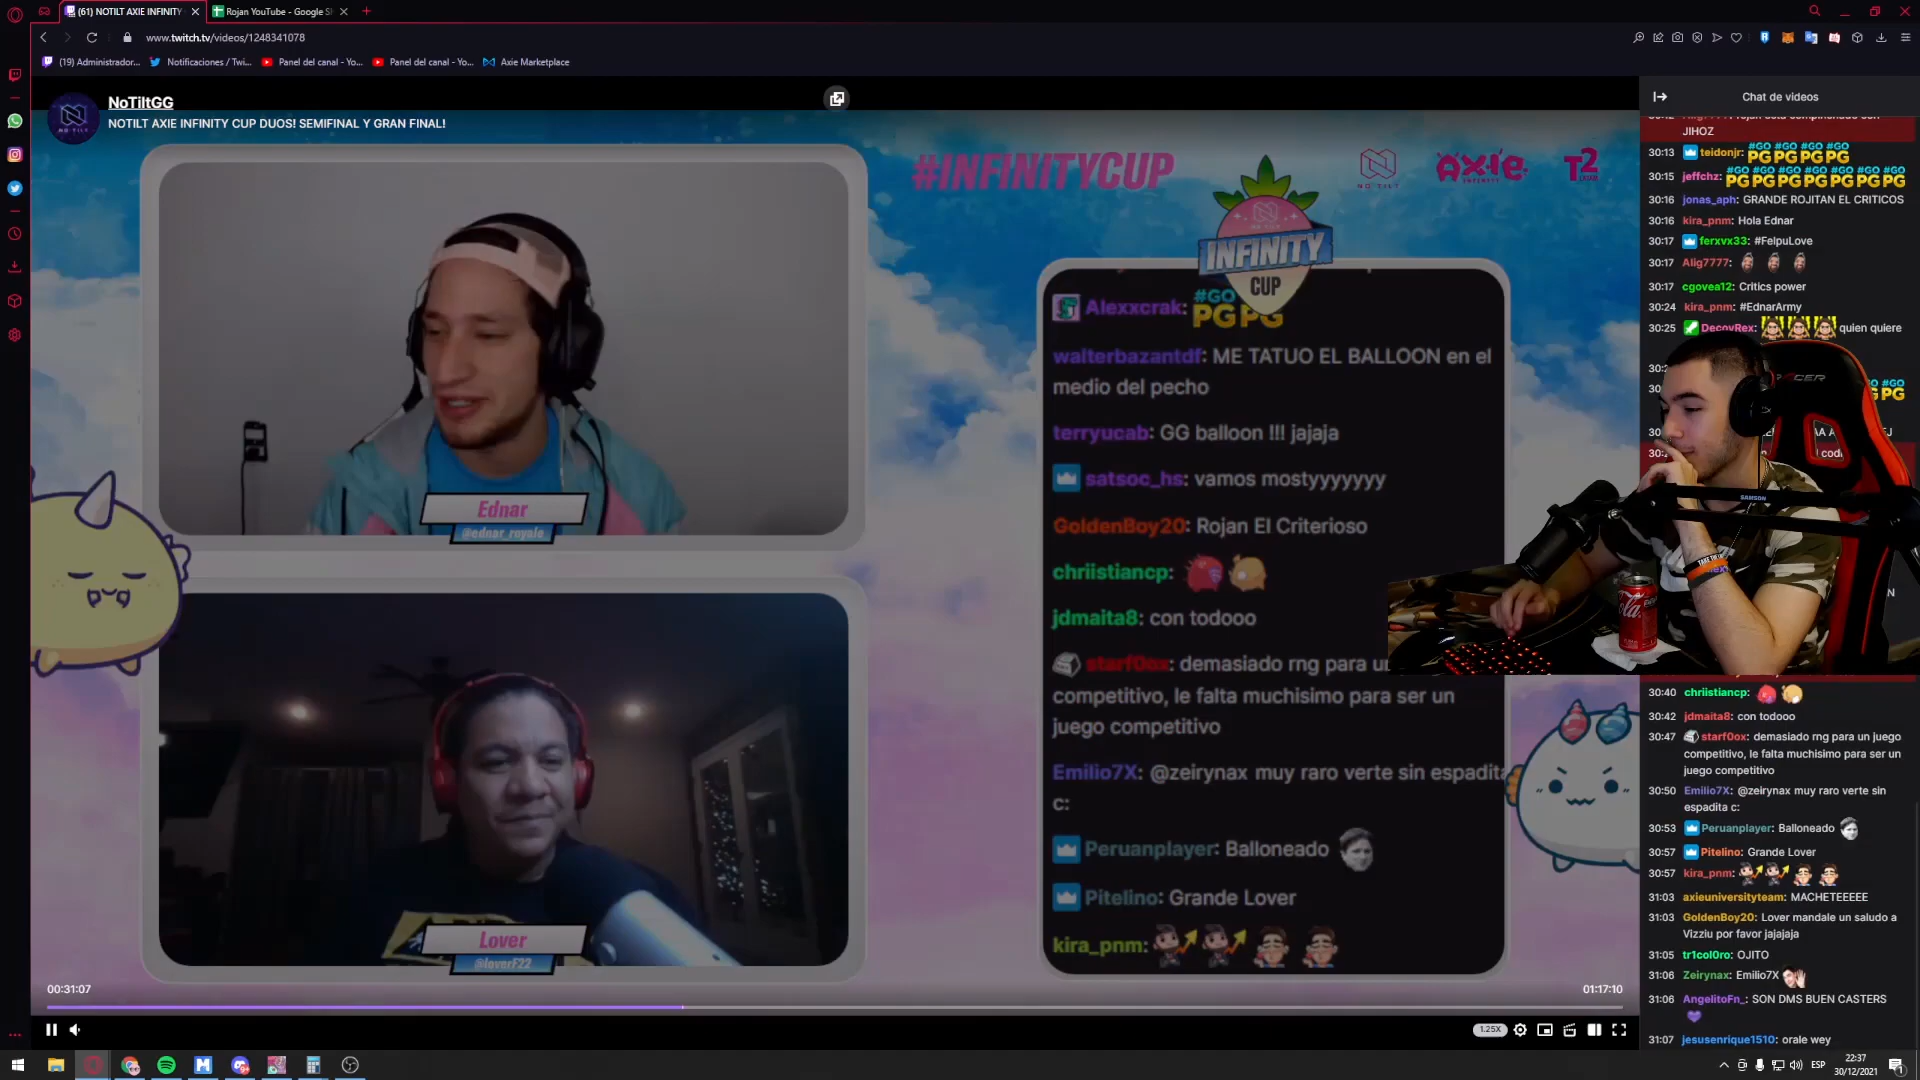 (61) NOTILT AXIE INFINITY
Rojan YouTube - Google S
www.twitch.tv/videos/1248341078
(19) Administrador...
Notificaciones / Twi...
Panel del canal - Yo...
Panel del canal - Yo...
Axie Marketplace
NoTiltGG
NOTILT AXIE INFINITY CUP DUOS! SEMIFINAL Y GRAN FINAL!
#INFINITYCUP
NO TILT
AXIE
INFINITY
T2
INFINITY
CUP
Ednar
@ednar_royale
Lover
@loverF22
Alexxcrak: #GO PG PG
walterbazantdf: ME TATUO EL BALLOON en el
medio del pecho
terryucab: GG balloon !!! jajaja
satsoc_hs: vamos mostyyyyyyy
GoldenBoy20: Rojan El Criterioso
chriistiancp:
jdmaita8: con todooo
starf0ox: demasiado rng para un
competitivo, le falta muchisimo para ser un
juego competitivo
Emilio7X: @zeirynax muy raro verte sin espadita
c:
Peruanplayer: Balloneado
Pitelino: Grande Lover
kira_pnm:
00:31:07
01:17:10
1.25X
Chat de videos
JIHOZ
30:13 teidonjr: #GO PG #GO PG #GO PG #GO PG
30:15 jeffchz: #GO PG #GO PG #GO PG #GO PG #GO PG #GO PG #GO PG
30:16 jonas_aph: GRANDE ROJITAN EL CRITICOS
30:16 kira_pnm: Hola Ednar
30:17 ferxvx33: #FelpuLove
30:17 Alig7777:
30:17 cgovea12: Critics power
30:24 kira_pnm: #EdnarArmy
30:25 DecoyRex: quien quiere
#GO PG
SAMSON
30:40 chriistiancp:
30:42 jdmaita8: con todooo
30:47 starf0ox: demasiado rng para un juego
competitivo, le falta muchisimo para ser un
juego competitivo
30:50 Emilio7X: @zeirynax muy raro verte sin
espadita c:
30:53 Peruanplayer: Balloneado
30:57 Pitelino: Grande Lover
30:57 kira_pnm:
31:03 axieuniversityteam: MACHETEEEEE
31:03 GoldenBoy20: Lover mandale un saludo a
Vizziu por favor jajajaja
31:05 tr1col0ro: OJITO
31:06 Zeirynax: Emilio7X
31:06 AngelitoFn_: SON DMS BUEN CASTERS
31:07 jesusenrique1510: orale wey
ESP
22:37
30/12/2021